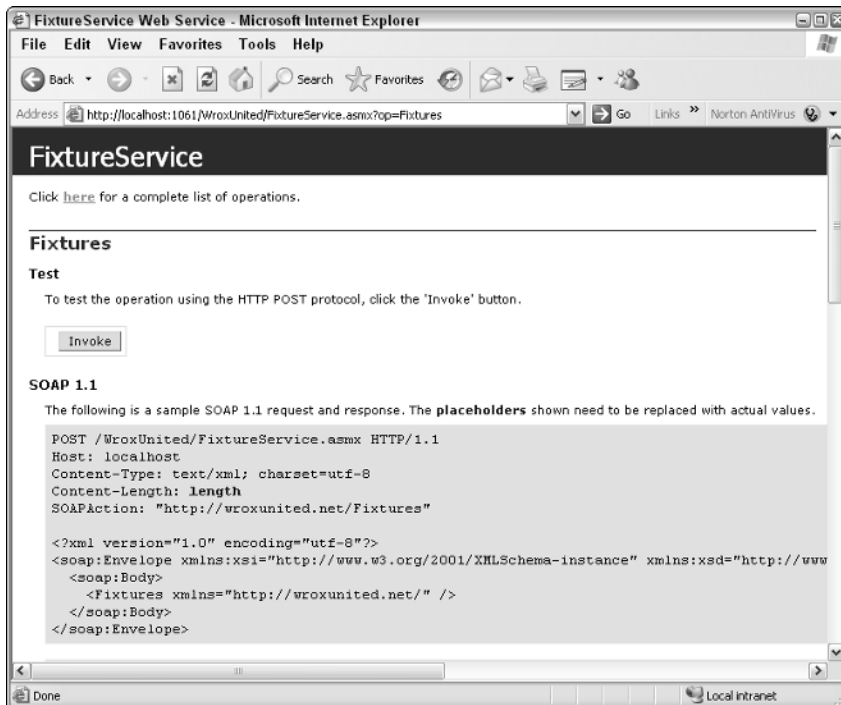 FixtureService Web Service - Microsoft Internet Explorer
File Edit View Favorites Tools Help
Back Search Favorites
Address http://localhost:1061/WroxUnited/FixtureService.asmx?op=Fixtures Go Links » Norton AntiVirus
FixtureService
Click here for a complete list of operations.
Fixtures
Test
To test the operation using the HTTP POST protocol, click the 'Invoke' button.
Invoke
SOAP 1.1
The following is a sample SOAP 1.1 request and response. The placeholders shown need to be replaced with actual values.
POST /WroxUnited/FixtureService.asmx HTTP/1.1
Host: localhost
Content-Type: text/xml; charset=utf-8
Content-Length: length
SOAPAction: "http://wroxunited.net/Fixtures"
<?xml version="1.0" encoding="utf-8"?>
<soap:Envelope xmlns:xsi="http://www.w3.org/2001/XMLSchema-instance" xmlns:xsd="http://www
<soap:Body>
<Fixtures xmlns="http://wroxunited.net/" />
</soap:Body>
</soap:Envelope>
Done Local intranet